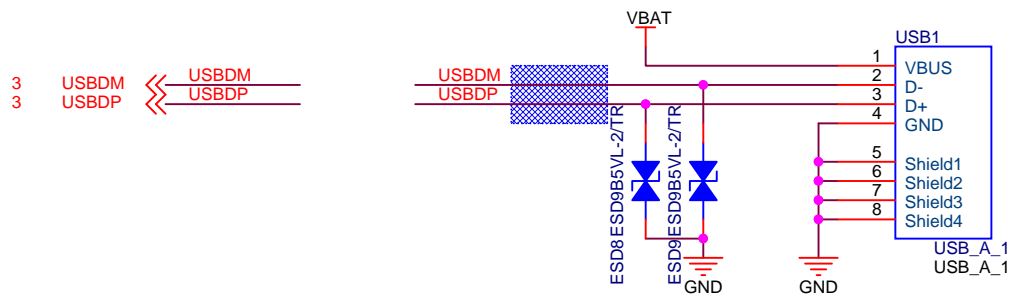 VBAT
USB1
3 USBDM USBDM USBDM
3 USBDP USBDP USBDP
1 VBUS
2 D-
3 D+
4 GND
5 Shield1
6 Shield2
7 Shield3
8 Shield4
ESD8 ESD9B5VL-2/TR
ESD9 ESD9B5VL-2/TR
USB_A_1
USB_A_1
GND
GND